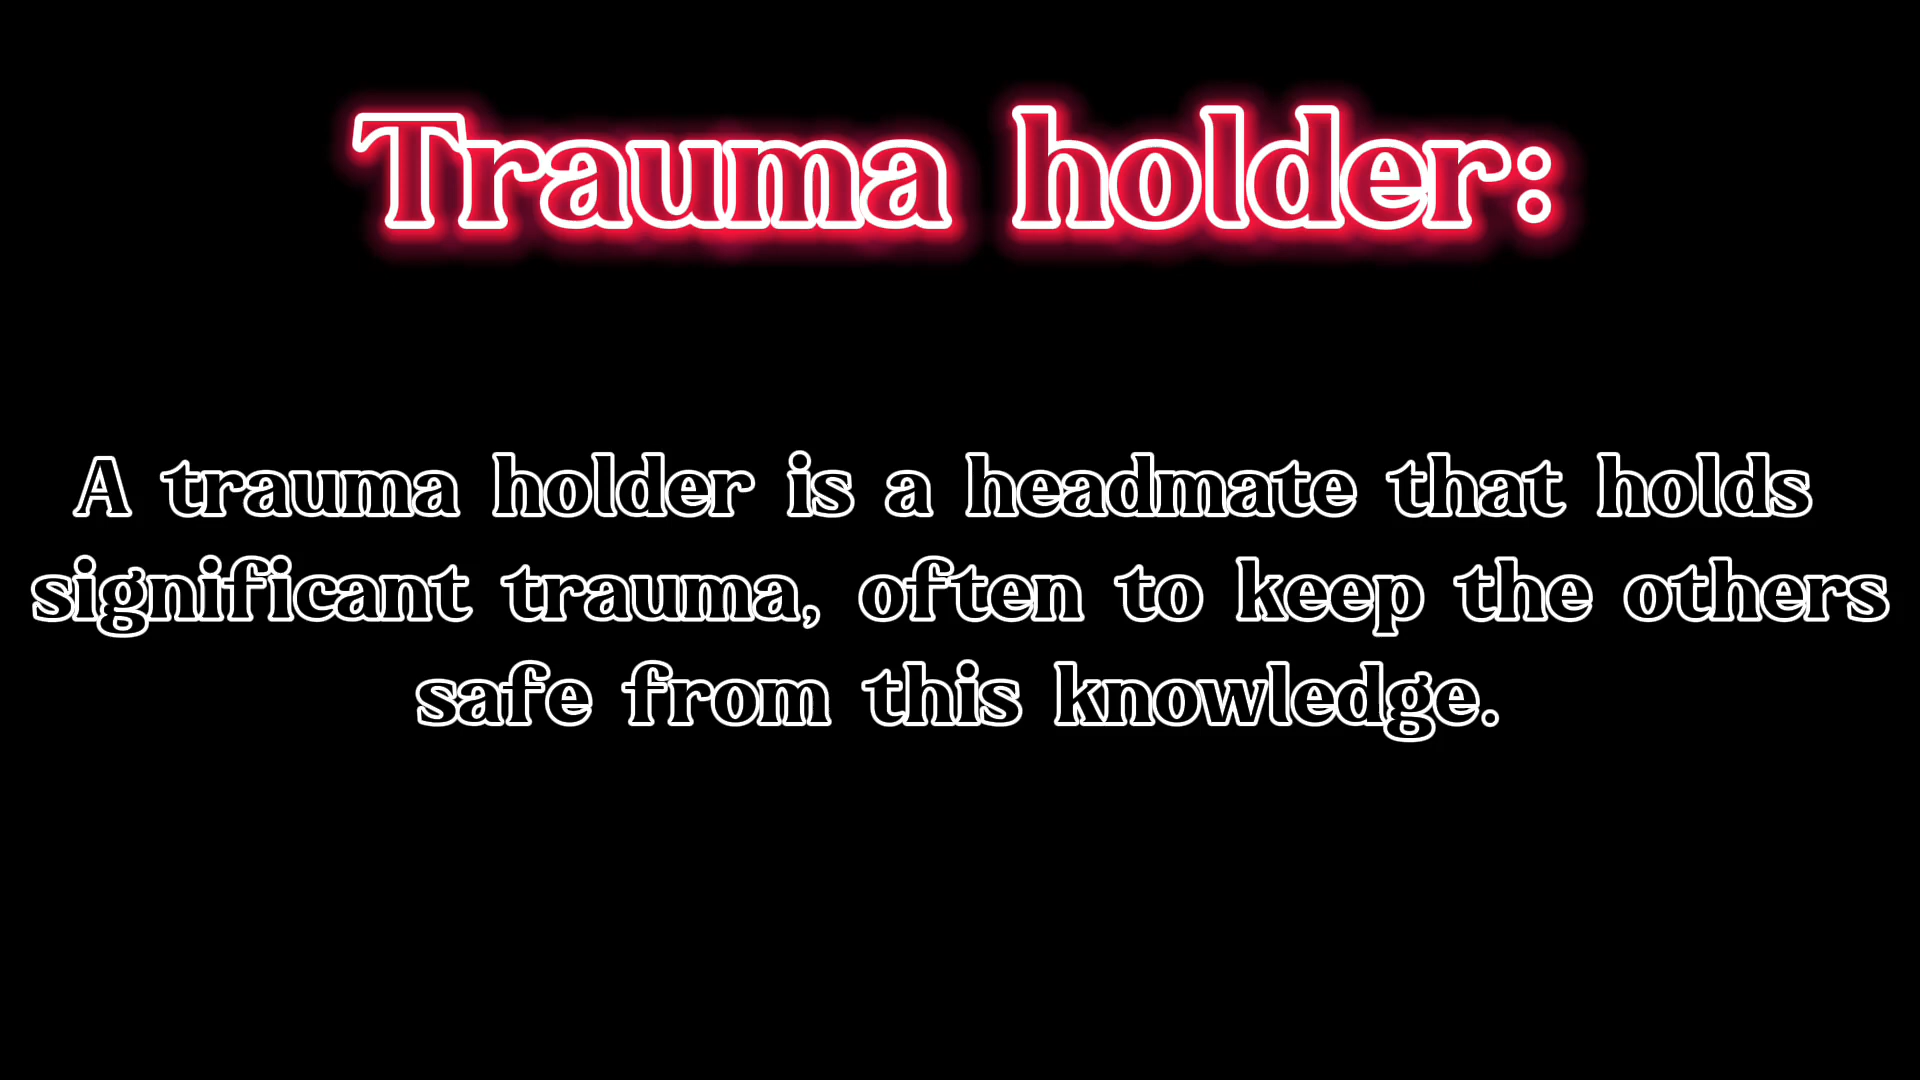 Trauma holder:
A trauma holder is a headmate that holds
significant trauma, often to keep the others
safe from this knowledge.